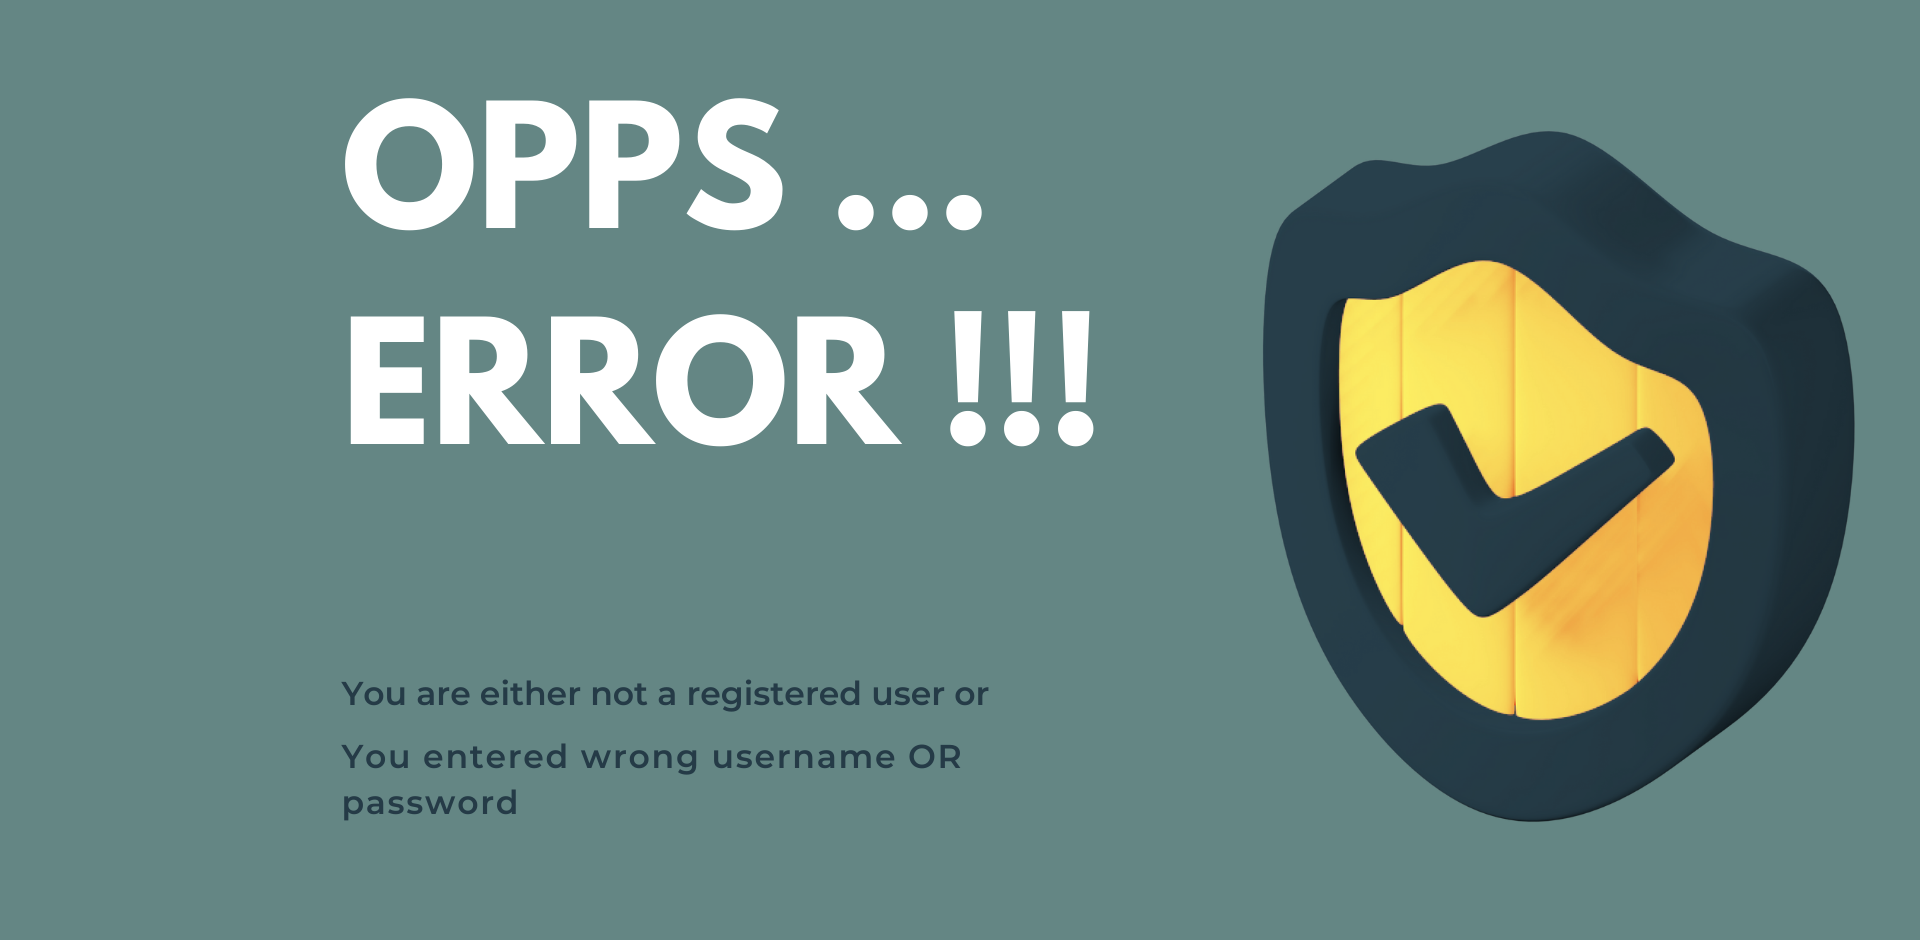 OPPS ...
ERROR !!!
You are either not a registered user or
You entered wrong username OR
password